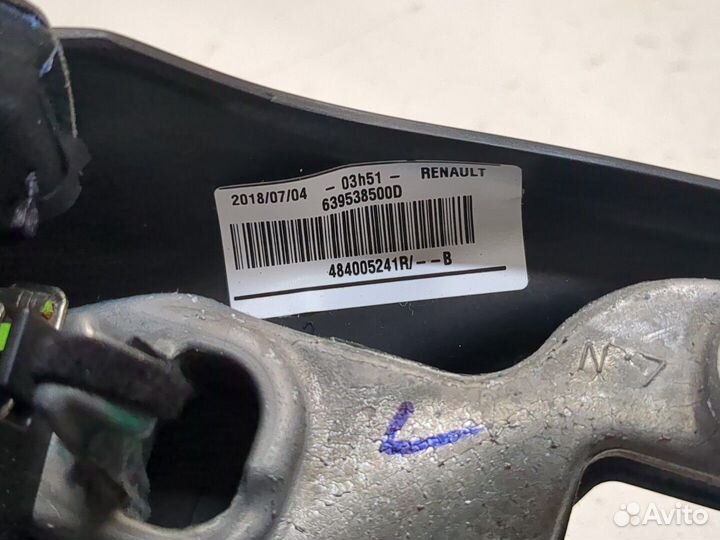 2018/07/04 - 03h51 - RENAULT
639538500D
484005241R/--B
N
Avito